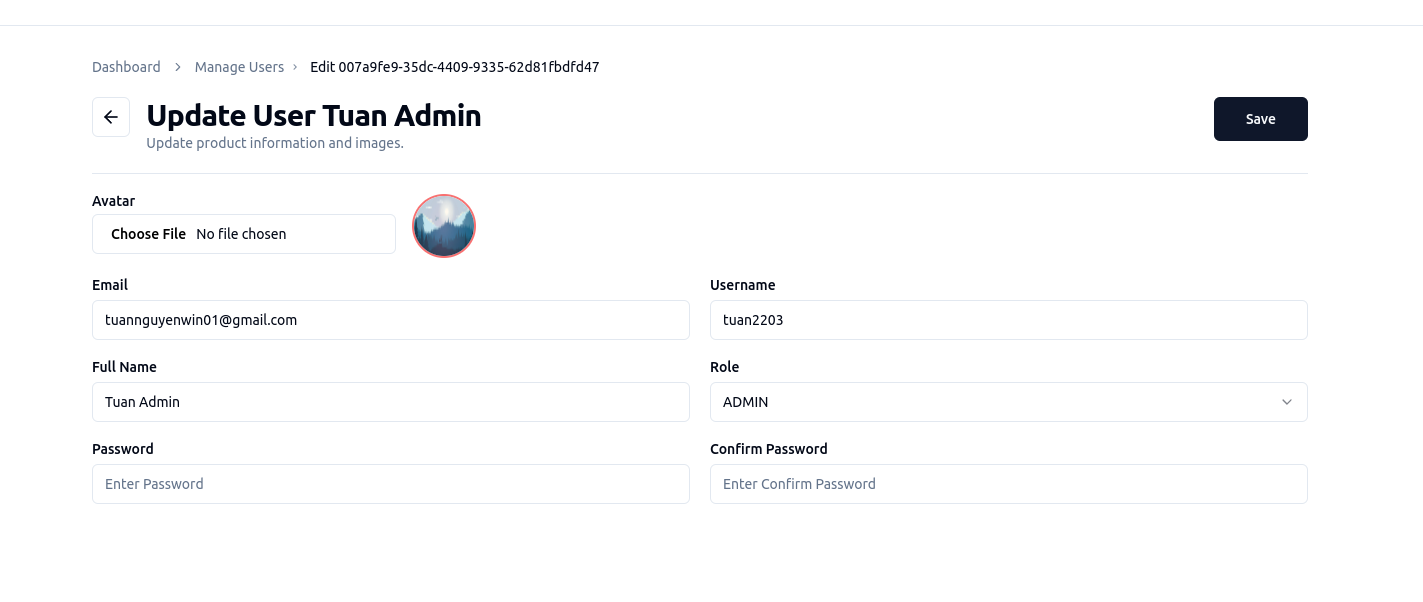 Dashboard > Manage Users > Edit 007a9fe9-35dc-4409-9335-62d81fbdfd47
Update User Tuan Admin
Save
Update product information and images.
Avatar
Choose File No file chosen
Email
Username
tuannguyenwin01@gmail.com
tuan2203
Full Name
Role
Tuan Admin
ADMIN
Password
Confirm Password
Enter Password
Enter Confirm Password